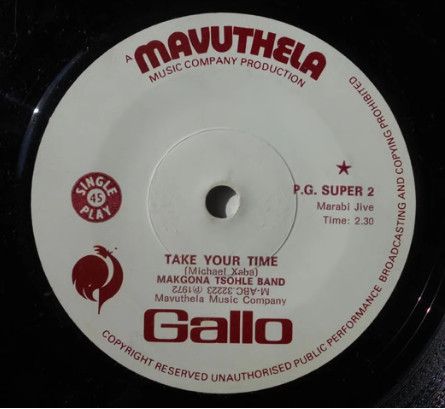 A MAVUTHELA
MUSIC COMPANY PRODUCTION
SINGLE
45
PLAY
P.G. SUPER 2
Marabi Jive
Time: 2.30
TAKE YOUR TIME
(Michael Xaba)
MAKGONA TSOHLE BAND
M-ABC 32223 ℗1972
Mavuthela Music Company
Gallo
COPYRIGHT RESERVED UNAUTHORISED PUBLIC PERFORMANCE BROADCASTING AND COPYING PROHIBITED